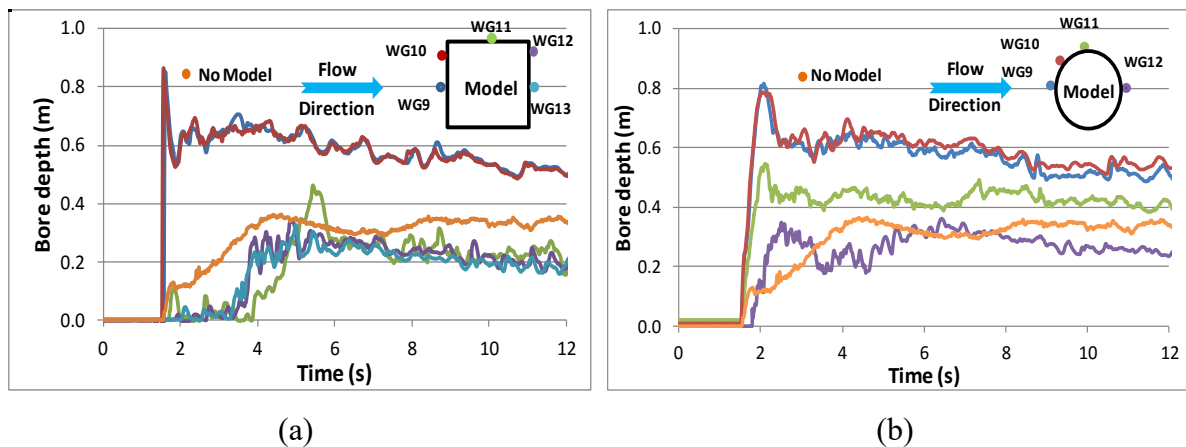 1.0
0.8
0.6
0.4
0.2
0.0
Bore depth (m)
2
4
6
8
10
12
Time (s)
No Model
Flow
Direction
WG9
WG10
WG11
WG12
WG13
Model
(a)
1.0
0.8
0.6
0.4
0.2
0.0
Bore depth (m)
0
2
4
6
8
10
12
Time (s)
No Model
Flow
Direction
WG9
WG10
WG11
WG12
Model
(b)